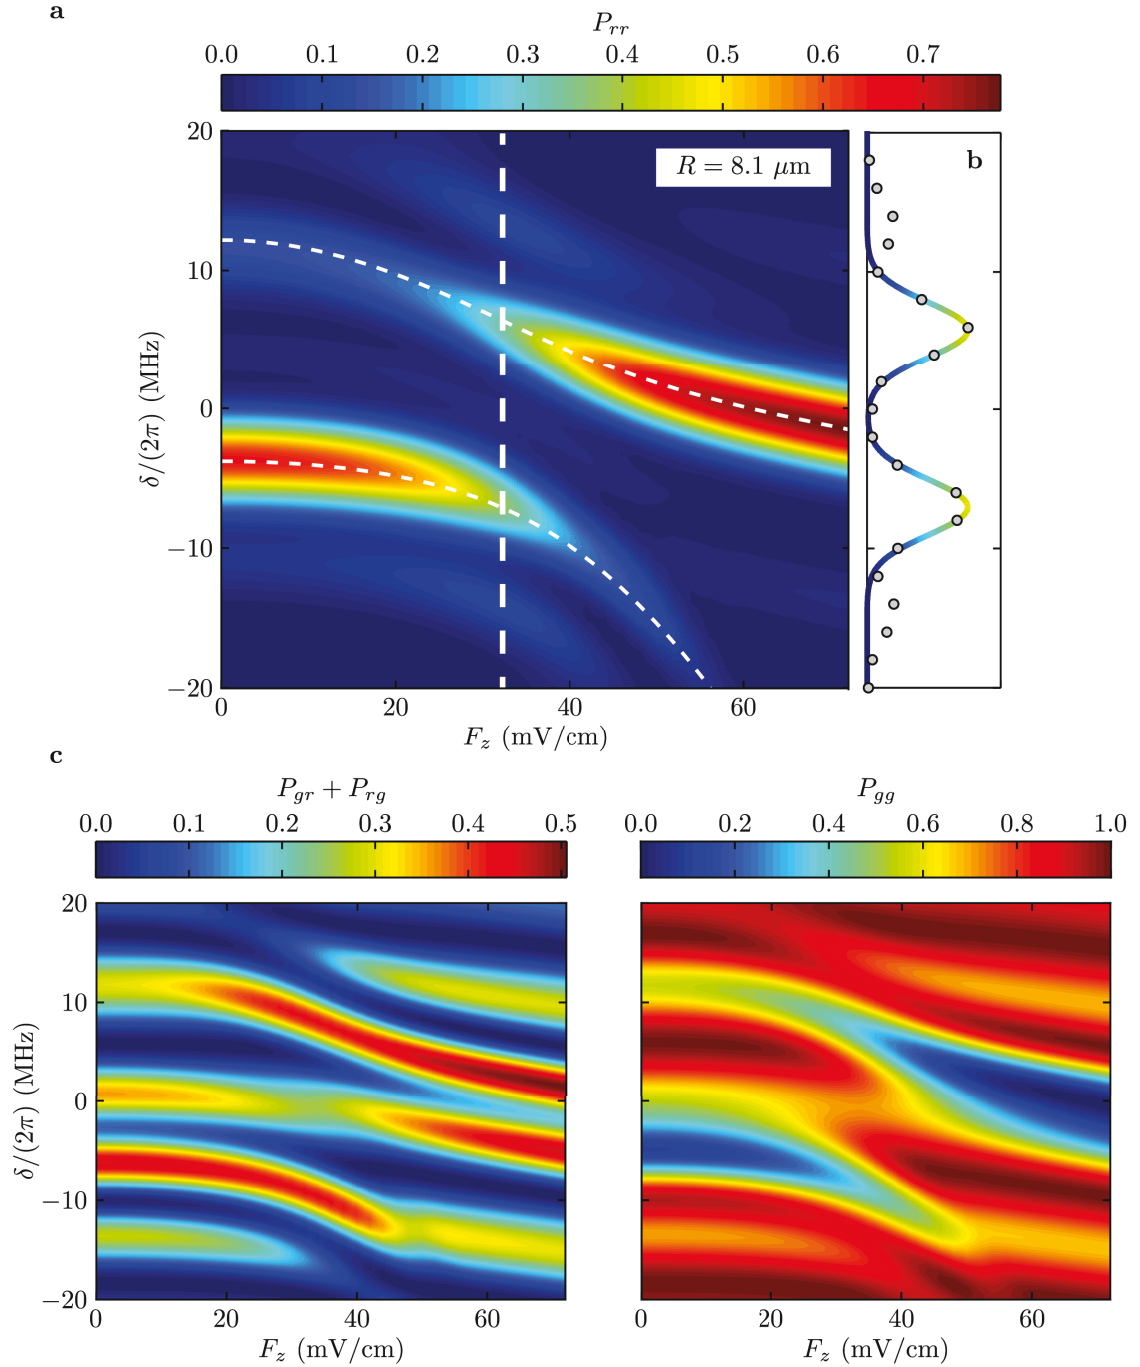 a
P_rr
0.0 0.1 0.2 0.3 0.4 0.5 0.6 0.7
20
10
0
−10
−20
δ/(2π) (MHz)
R = 8.1 μm
b
0 20 40 60
F_z (mV/cm)
c
P_gr + P_rg
0.0 0.1 0.2 0.3 0.4 0.5
P_gg
0.0 0.2 0.4 0.6 0.8 1.0
20
10
0
−10
−20
δ/(2π) (MHz)
0 20 40 60
F_z (mV/cm)
0 20 40 60
F_z (mV/cm)